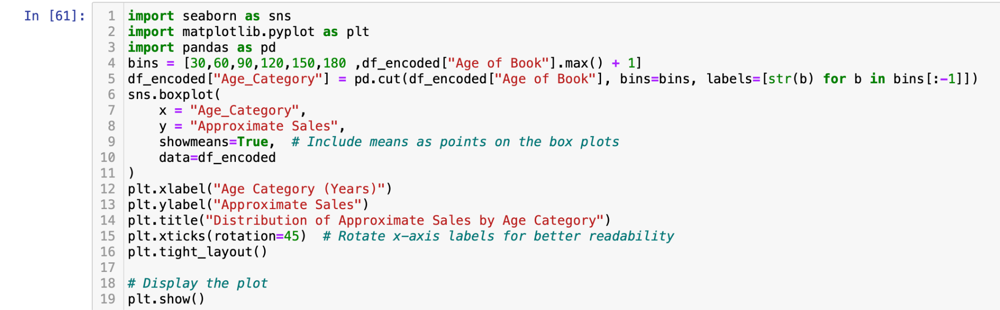 In [61]:
1 import seaborn as sns
2 import matplotlib.pyplot as plt
3 import pandas as pd
4 bins = [30,60,90,120,150,180 ,df_encoded["Age of Book"].max() + 1]
5 df_encoded["Age_Category"] = pd.cut(df_encoded["Age of Book"], bins=bins, labels=[str(b) for b in bins[:-1]])
6 sns.boxplot(
7     x = "Age_Category",
8     y = "Approximate Sales",
9     showmeans=True,  # Include means as points on the box plots
10     data=df_encoded
11 )
12 plt.xlabel("Age Category (Years)")
13 plt.ylabel("Approximate Sales")
14 plt.title("Distribution of Approximate Sales by Age Category")
15 plt.xticks(rotation=45)  # Rotate x-axis labels for better readability
16 plt.tight_layout()
17
18 # Display the plot
19 plt.show()